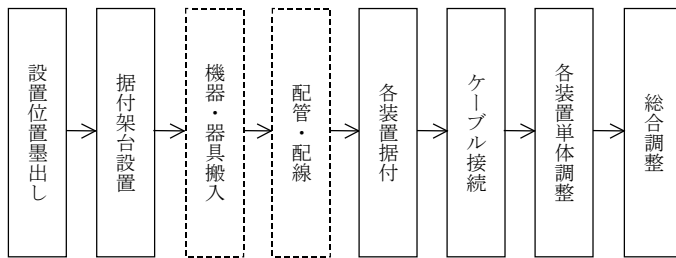 設置位置墨出し
据付架台設置
機器・器具搬入
配管・配線
各装置据付
ケーブル接続
各装置単体調整
総合調整